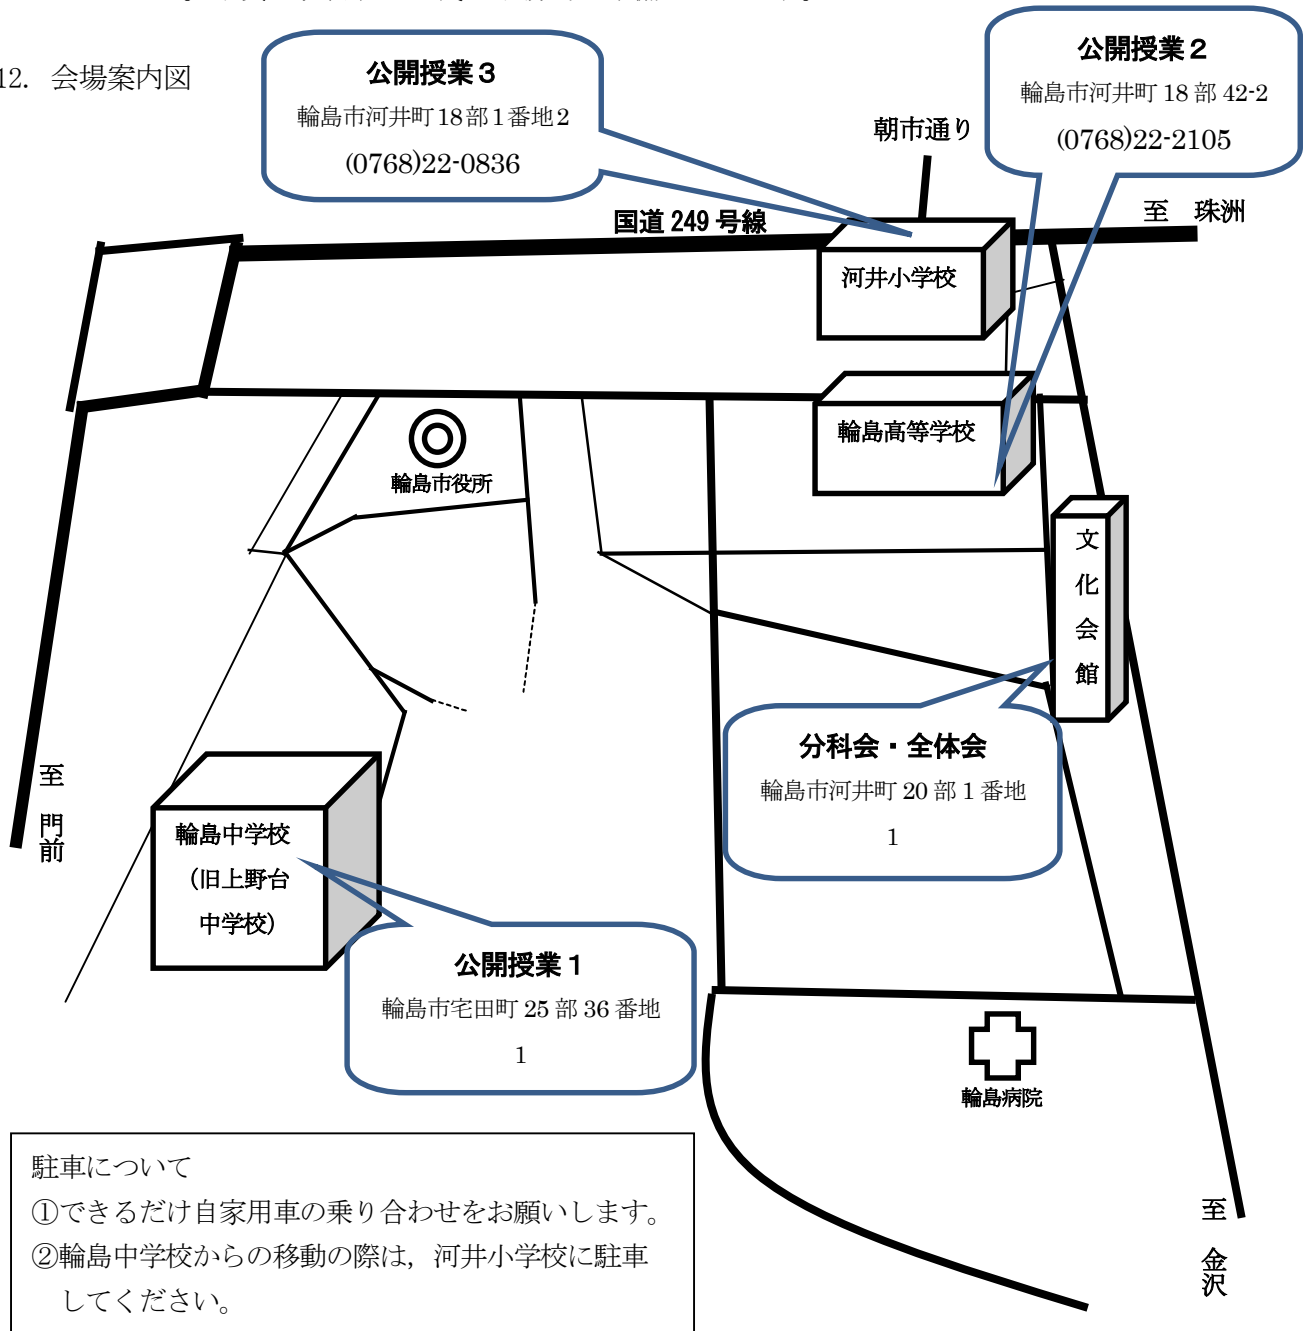 12. 会場案内図
公開授業３
輪島市河井町18部1番地2
(0768)22-0836
公開授業２
輪島市河井町 18 部 42-2
(0768)22-2105
朝市通り
国道 249 号線
至　珠洲
河井小学校
輪島高等学校
輪島市役所
文化会館
分科会・全体会
輪島市河井町 20 部 1 番地
1
至　門前
輪島中学校
（旧上野台
中学校）
公開授業１
輪島市宅田町 25 部 36 番地
1
輪島病院
至　金沢
駐車について
①できるだけ自家用車の乗り合わせをお願いします。
②輪島中学校からの移動の際は，河井小学校に駐車
してください。